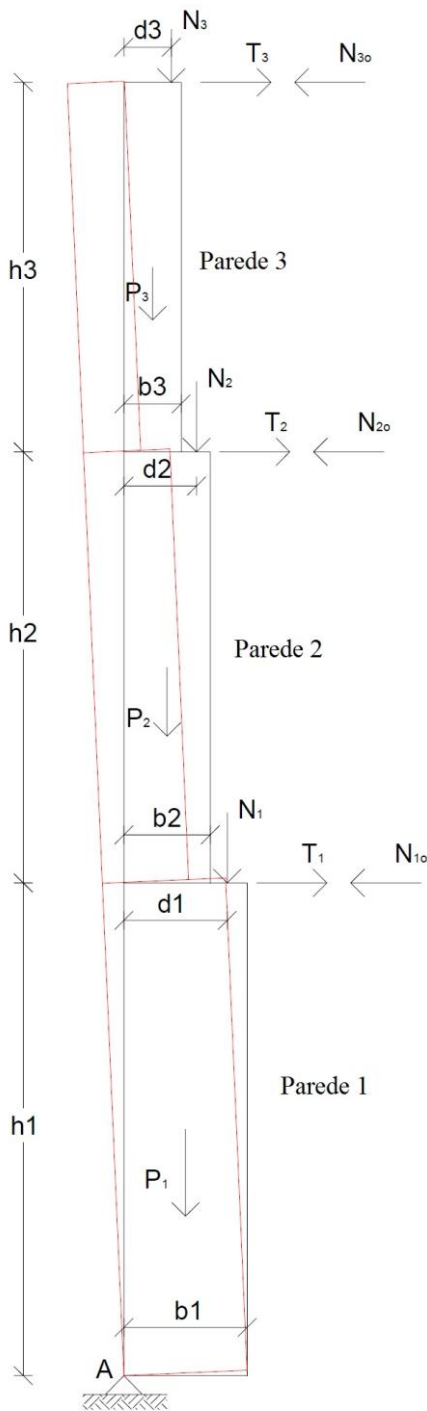 d3 N₃
T₃ N₃ₒ
h3
Parede 3
P₃
b3
N₂
T₂ N₂ₒ
d2
h2
Parede 2
P₂
b2
N₁
T₁ N₁ₒ
d1
h1
Parede 1
P₁
b1
A